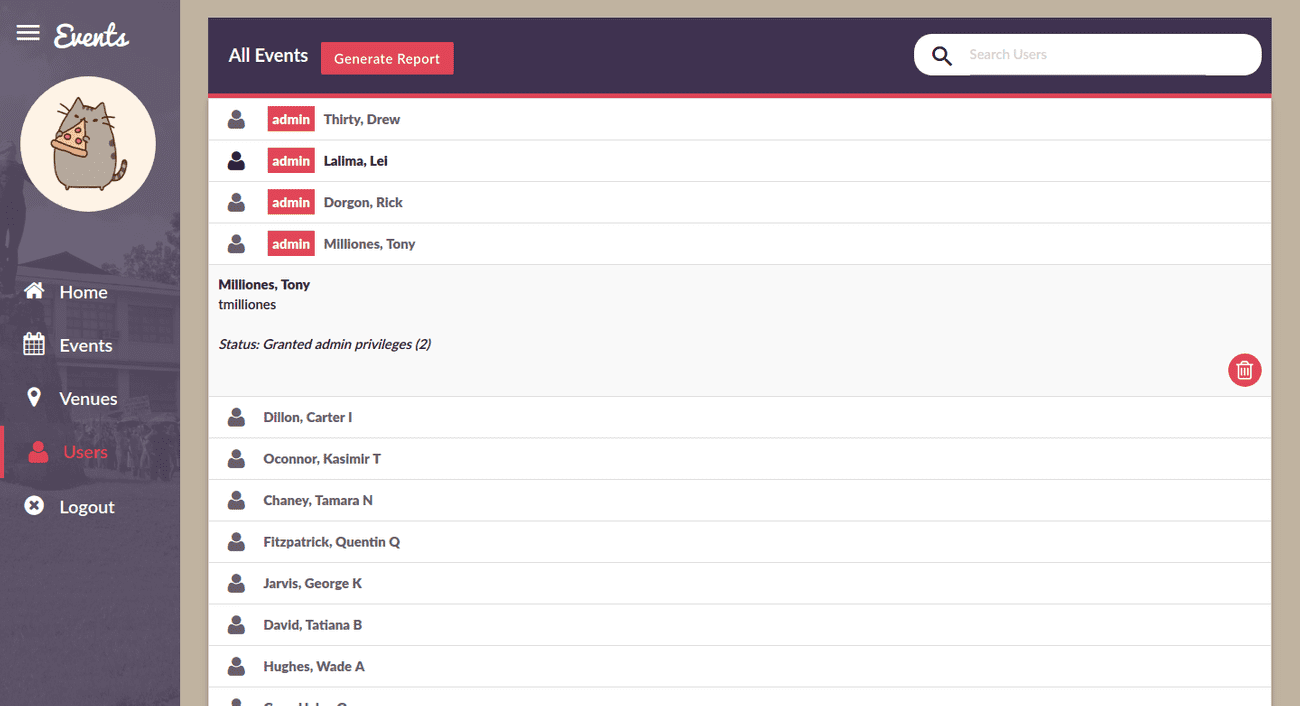 Events
Home
Events
Venues
Users
Logout
All Events
Generate Report
Search Users
admin Thirty, Drew
admin Lalima, Lei
admin Dorgon, Rick
admin Milliones, Tony
Milliones, Tony
tmilliones
Status: Granted admin privileges (2)
Dillon, Carter I
Oconnor, Kasimir T
Chaney, Tamara N
Fitzpatrick, Quentin Q
Jarvis, George K
David, Tatiana B
Hughes, Wade A